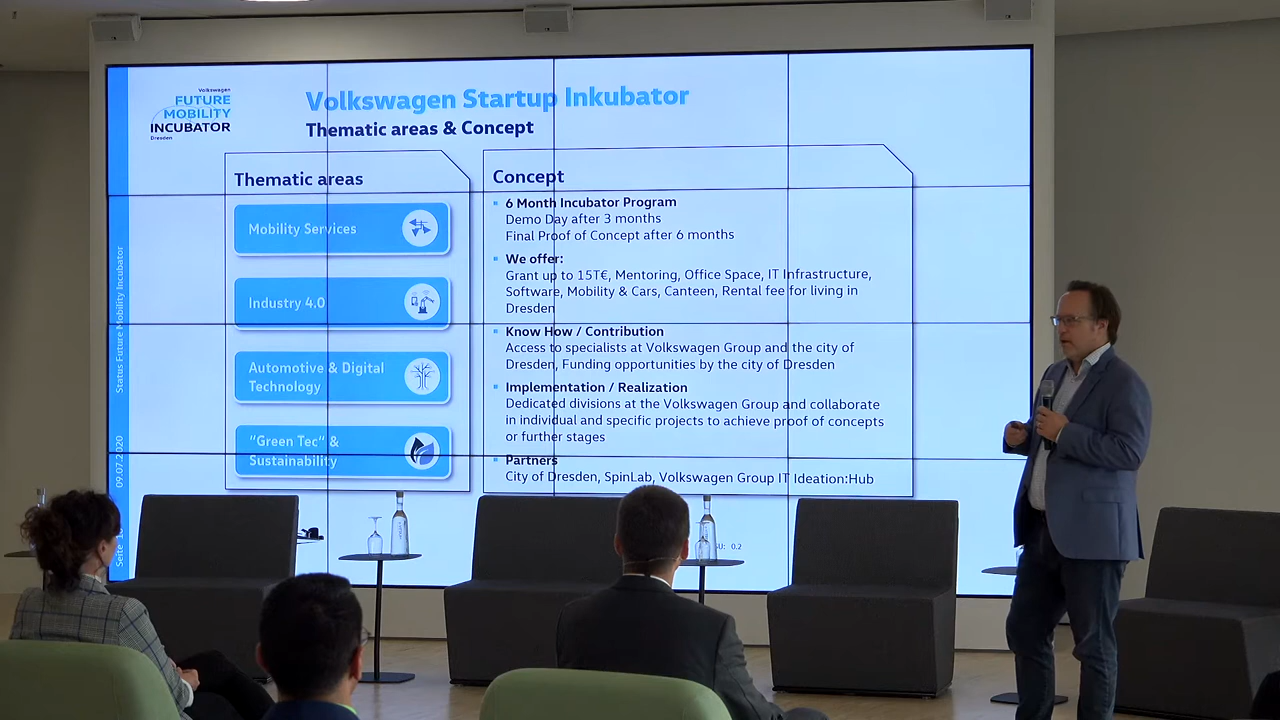 Volkswagen
FUTURE
MOBILITY
INCUBATOR
Dresden
Volkswagen Startup Inkubator
Thematic areas & Concept
Thematic areas
Mobility Services
Industry 4.0
Automotive & Digital
Technology
"Green Tec" &
Sustainability
Concept
6 Month Incubator Program
Demo Day after 3 months
Final Proof of Concept after 6 months
We offer:
Grant up to 15T€, Mentoring, Office Space, IT Infrastructure,
Software, Mobility & Cars, Canteen, Rental fee for living in
Dresden
Know How / Contribution
Access to specialists at Volkswagen Group and the city of
Dresden, Funding opportunities by the city of Dresden
Implementation / Realization
Dedicated divisions at the Volkswagen Group and collaborate
in individual and specific projects to achieve proof of concepts
or further stages
Partners
City of Dresden, SpinLab, Volkswagen Group IT Ideation:Hub
Status Future Mobility Incubator
09.07.2020
Seite
0.2